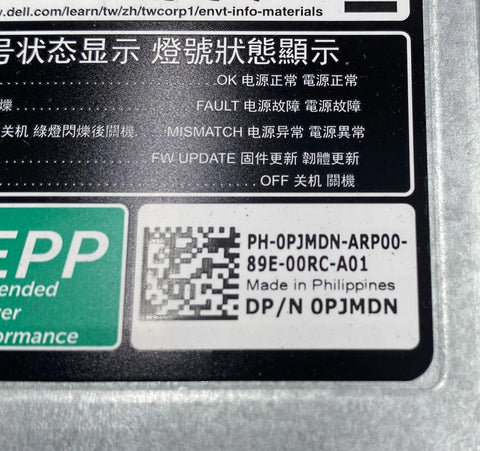 .dell.com/learn/tw/zh/twcorp1/envt-info-materials
号状态显示 燈號狀態顯示
OK 电源正常 電源正常
爍 FAULT 电源故障 電源故障
关机 綠燈閃爍後關機 MISMATCH 电源异常 電源異常
FW UPDATE 固件更新 韌體更新
OFF 关机 關機
EPP
ended
er
ormance
PH-0PJMDN-ARP00-
89E-00RC-A01
Made in Philippines
DP/N 0PJMDN